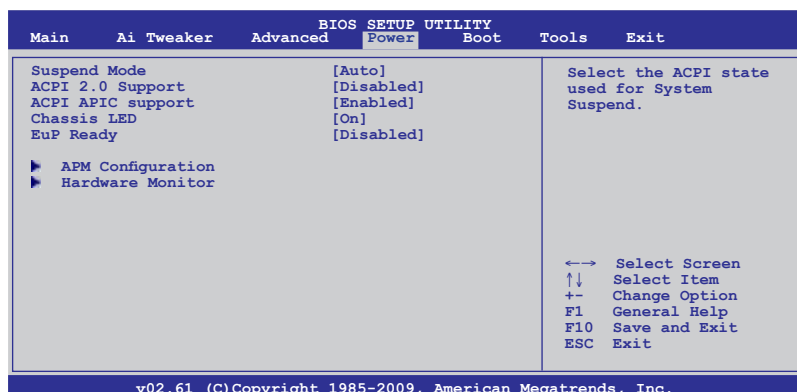 BIOS SETUP UTILITY
Main Ai Tweaker Advanced Power Boot Tools Exit
Suspend Mode [Auto]
ACPI 2.0 Support [Disabled]
ACPI APIC support [Enabled]
Chassis LED [On]
EuP Ready [Disabled]
APM Configuration
Hardware Monitor
Select the ACPI state
used for System
Suspend.
←→ Select Screen
↑↓ Select Item
+- Change Option
F1 General Help
F10 Save and Exit
ESC Exit
v02.61 (C)Copyright 1985-2009, American Megatrends, Inc.